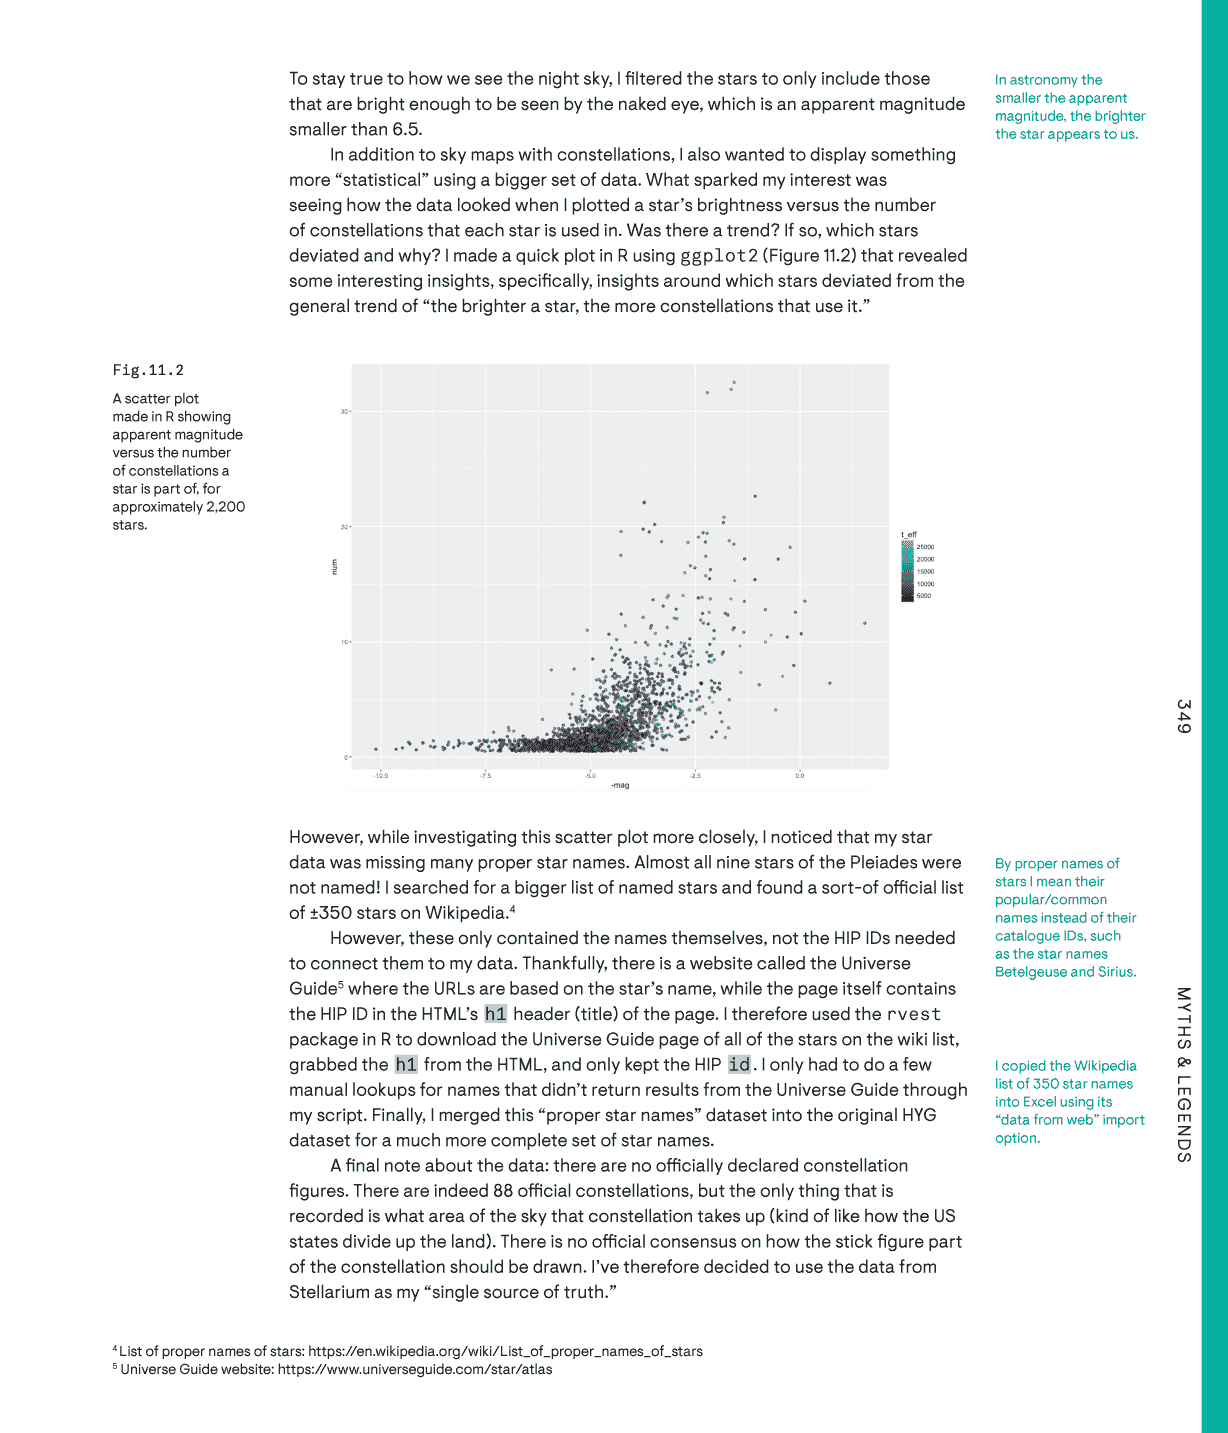 To stay true to how we see the night sky, I filtered the stars to only include those
that are bright enough to be seen by the naked eye, which is an apparent magnitude
smaller than 6.5.
In addition to sky maps with constellations, I also wanted to display something
more “statistical” using a bigger set of data. What sparked my interest was
seeing how the data looked when I plotted a star’s brightness versus the number
of constellations that each star is used in. Was there a trend? If so, which stars
deviated and why? I made a quick plot in R using ggplot2 (Figure 11.2) that revealed
some interesting insights, specifically, insights around which stars deviated from the
general trend of “the brighter a star, the more constellations that use it.”
In astronomy the
smaller the apparent
magnitude, the brighter
the star appears to us.
Fig.11.2
A scatter plot
made in R showing
apparent magnitude
versus the number
of constellations a
star is part of, for
approximately 2,200
stars.
30
20
10
0
num
-10.0 -7.5 -5.0 -2.5 0.0
-mag
t_eff
25000
20000
15000
10000
5000
However, while investigating this scatter plot more closely, I noticed that my star
data was missing many proper star names. Almost all nine stars of the Pleiades were
not named! I searched for a bigger list of named stars and found a sort-of official list
of ±350 stars on Wikipedia.⁴
However, these only contained the names themselves, not the HIP IDs needed
to connect them to my data. Thankfully, there is a website called the Universe
Guide⁵ where the URLs are based on the star’s name, while the page itself contains
the HIP ID in the HTML’s h1 header (title) of the page. I therefore used the rvest
package in R to download the Universe Guide page of all of the stars on the wiki list,
grabbed the h1 from the HTML, and only kept the HIP id. I only had to do a few
manual lookups for names that didn’t return results from the Universe Guide through
my script. Finally, I merged this “proper star names” dataset into the original HYG
dataset for a much more complete set of star names.
A final note about the data: there are no officially declared constellation
figures. There are indeed 88 official constellations, but the only thing that is
recorded is what area of the sky that constellation takes up (kind of like how the US
states divide up the land). There is no official consensus on how the stick figure part
of the constellation should be drawn. I’ve therefore decided to use the data from
Stellarium as my “single source of truth.”
By proper names of
stars I mean their
popular/common
names instead of their
catalogue IDs, such
as the star names
Betelgeuse and Sirius.
I copied the Wikipedia
list of 350 star names
into Excel using its
“data from web” import
option.
349
MYTHS & LEGENDS
⁴ List of proper names of stars: https://en.wikipedia.org/wiki/List_of_proper_names_of_stars
⁵ Universe Guide website: https://www.universeguide.com/star/atlas